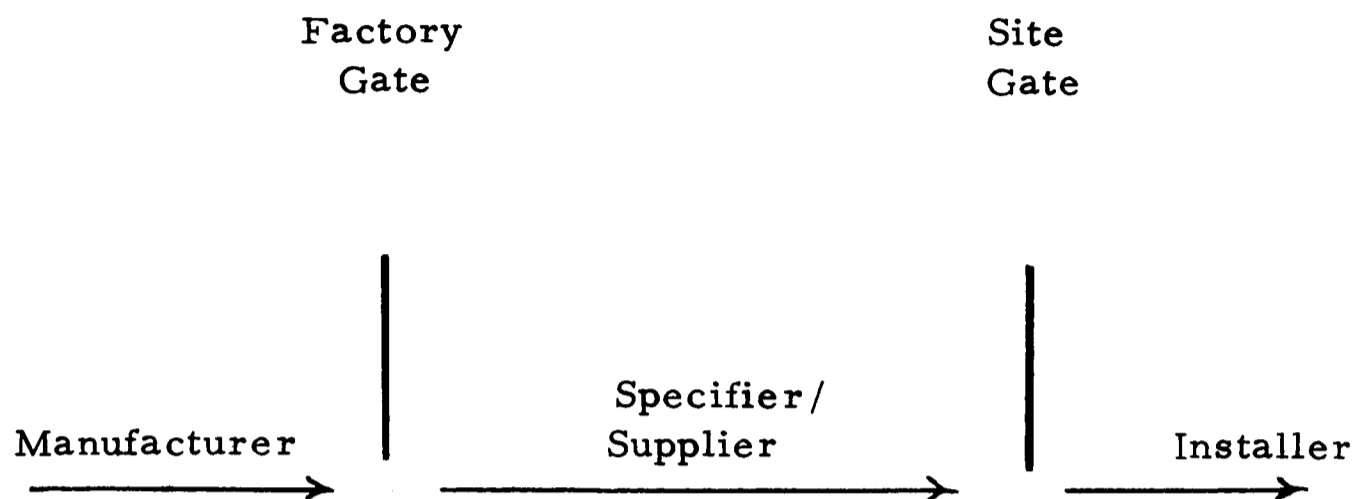 Factory
Gate
Site
Gate
Specifier/
Supplier
Manufacturer
Installer